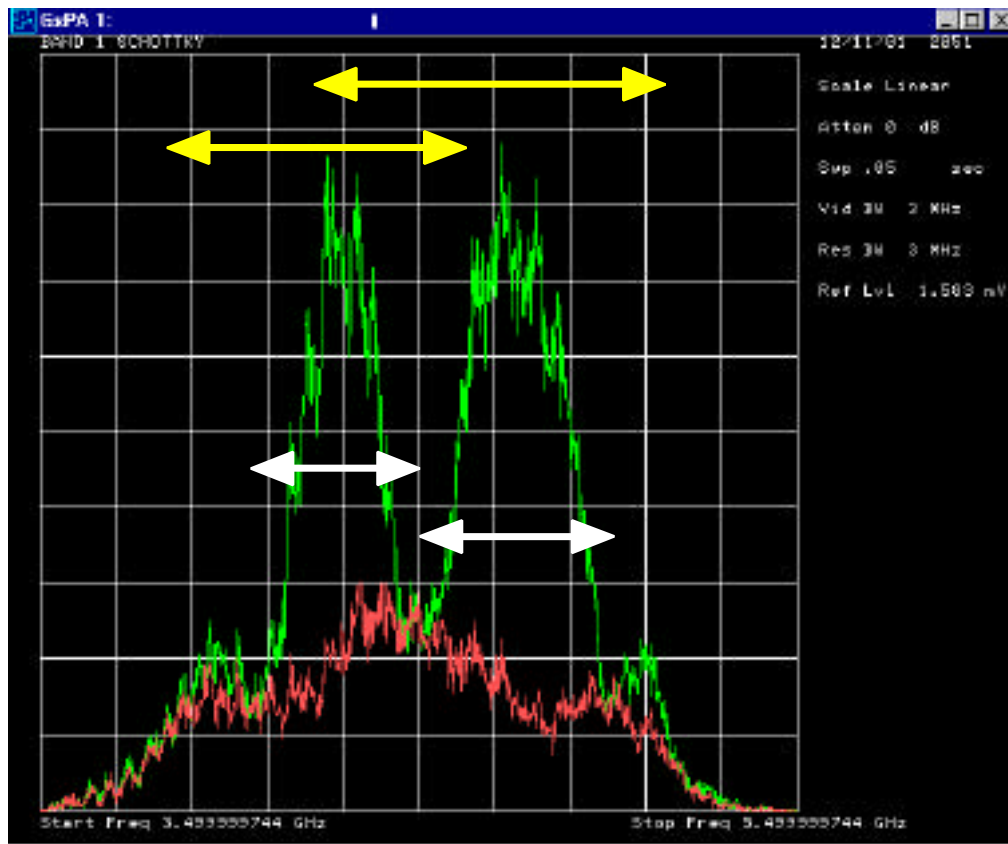 GxPA 1:
BAND 1 SCHOTTKY
12/11/01 2051
Scale Linear
Atten 0 dB
Swp .05 sec
Vid BW 3 MHz
Res BW 3 MHz
Ref Lvl 1.583 mV
Start Freq 3.499999744 GHz
Stop Freq 5.499999744 GHz